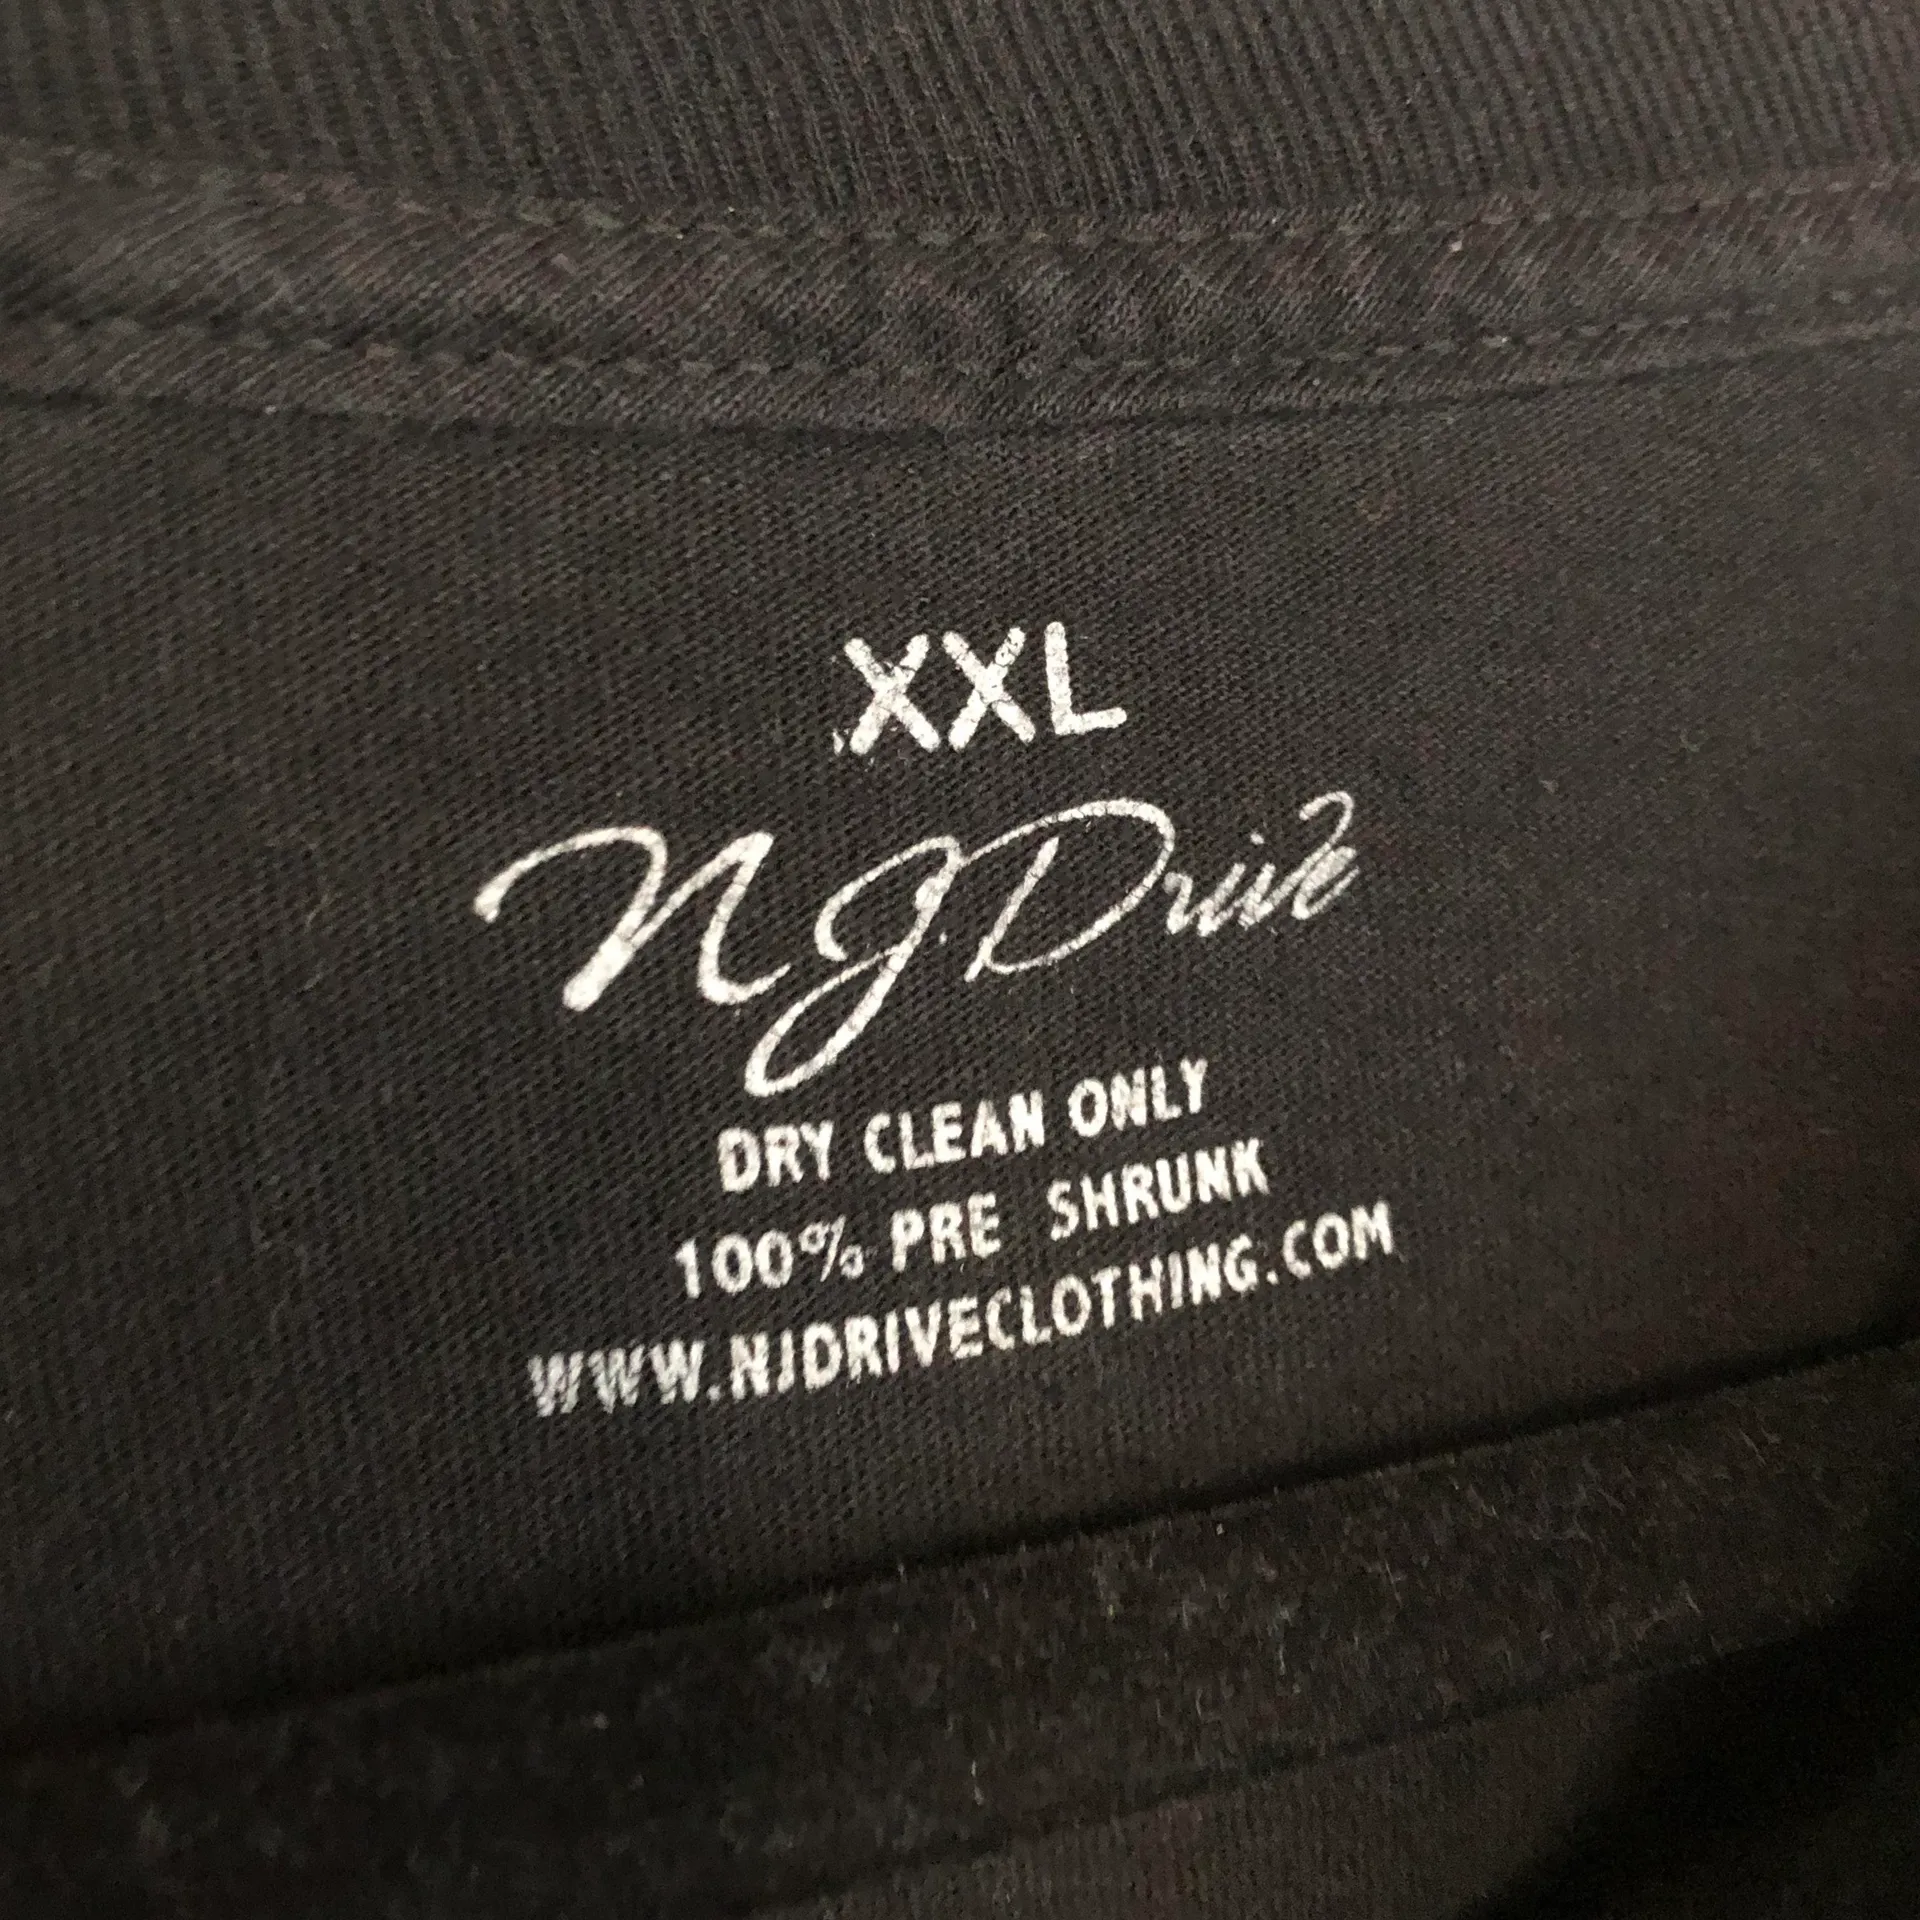 XXL
NJ Drive
DRY CLEAN ONLY
100% PRE SHRUNK
WWW.NJDRIVECLOTHING.COM